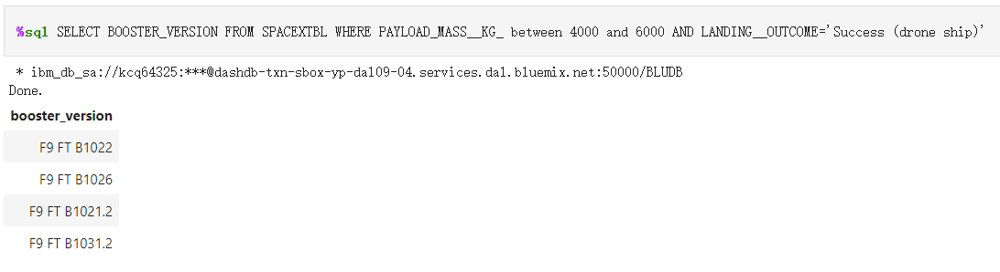 %sql SELECT BOOSTER_VERSION FROM SPACEXTBL WHERE PAYLOAD_MASS__KG_ between 4000 and 6000 AND LANDING__OUTCOME='Success (drone ship)'
* ibm_db_sa://kcq64325:***@dashdb-txn-sbox-yp-dal09-04.services.dal.bluemix.net:50000/BLUDB
Done.
booster_version
F9 FT B1022
F9 FT B1026
F9 FT B1021.2
F9 FT B1031.2